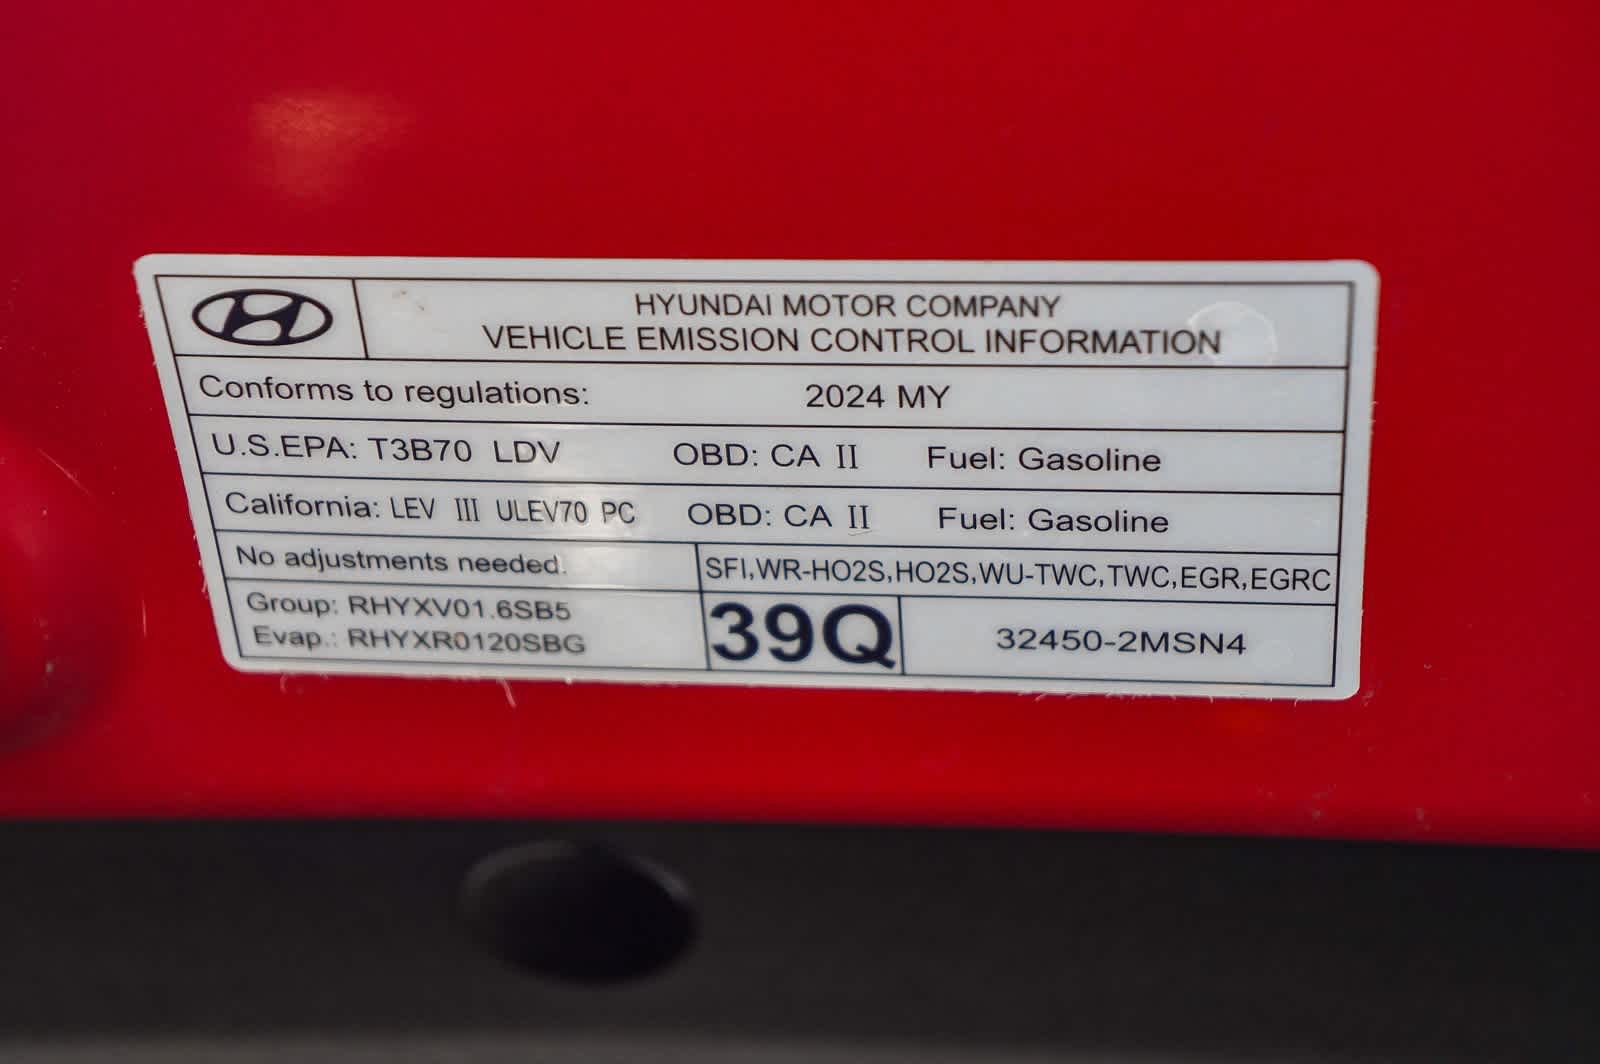 HYUNDAI MOTOR COMPANY
VEHICLE EMISSION CONTROL INFORMATION
Conforms to regulations: 2024 MY
U.S.EPA: T3B70 LDV OBD: CA II Fuel: Gasoline
California: LEV III ULEV70 PC OBD: CA II Fuel: Gasoline
No adjustments needed. SFI,WR-HO2S,HO2S,WU-TWC,TWC,EGR,EGRC
Group: RHYXV01.6SB5
Evap.: RHYXR0120SBG
39Q 32450-2MSN4